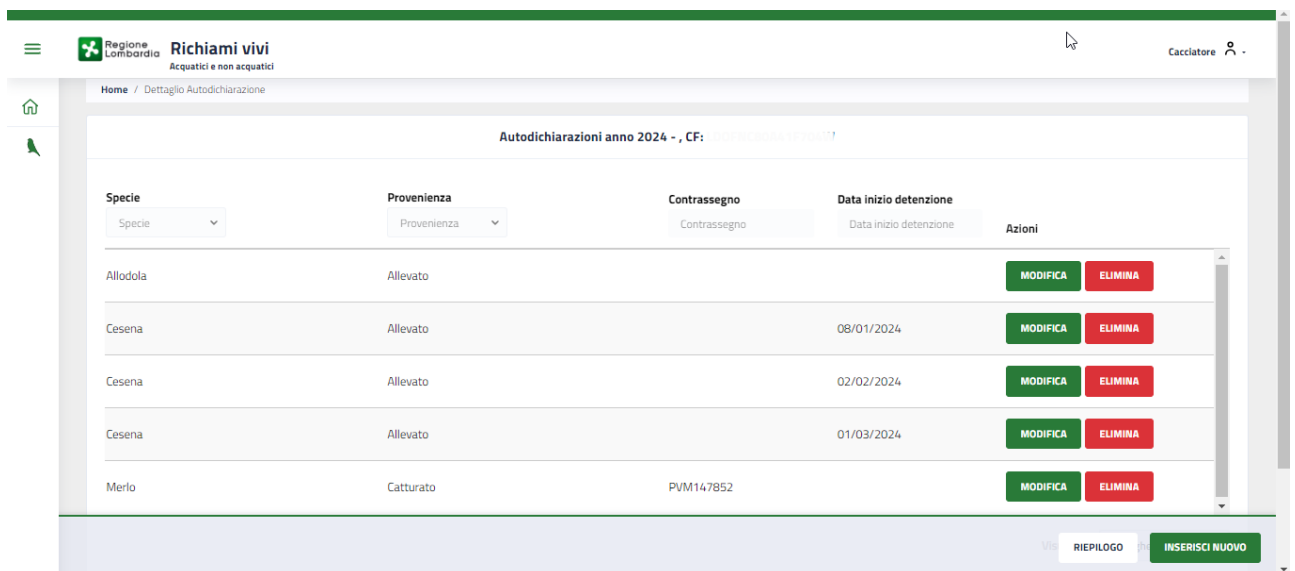 Regione Lombardia
Richiami vivi
Acquatici e non acquatici
Cacciatore
Home / Dettaglio Autodichiarazione
Autodichiarazioni anno 2024 - , CF:
Specie Provenienza Contrassegno Data inizio detenzione Azioni
Specie Provenienza Contrassegno Data inizio detenzione
Allodola Allevato MODIFICA ELIMINA
Cesena Allevato 08/01/2024 MODIFICA ELIMINA
Cesena Allevato 02/02/2024 MODIFICA ELIMINA
Cesena Allevato 01/03/2024 MODIFICA ELIMINA
Merlo Catturato PVM147852 MODIFICA ELIMINA
RIEPILOGO INSERISCI NUOVO